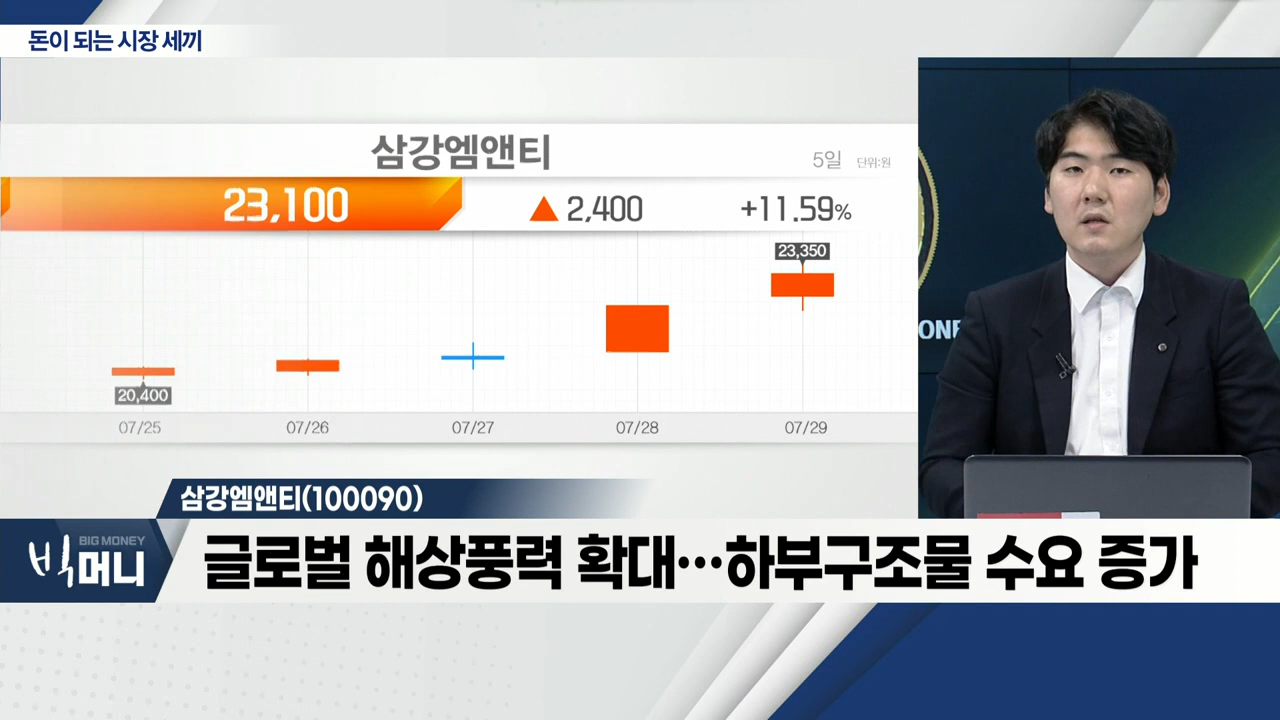 돈이 되는 시장 세끼
삼강엠앤티
5일 단위:원
23,100 ▲ 2,400 +11.59%
23,350
20,400
07/25 07/26 07/27 07/28 07/29
ONE
삼강엠앤티(100090)
BIG MONEY
빅머니
글로벌 해상풍력 확대…하부구조물 수요 증가